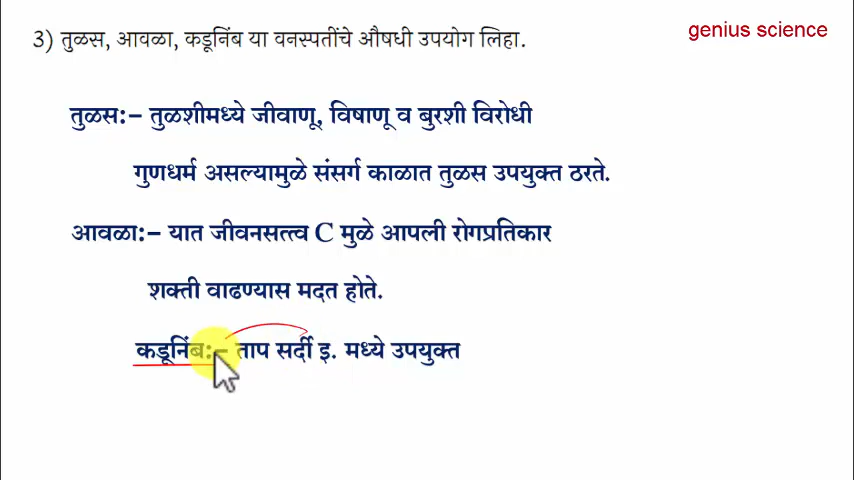 3) तुळस, आवळा, कडूनिंब या वनस्पतींचे औषधी उपयोग लिहा.
genius science
तुळस:– तुळशीमध्ये जीवाणू, विषाणू व बुरशी विरोधी
गुणधर्म असल्यामुळे संसर्ग काळात तुळस उपयुक्त ठरते.
आवळा:– यात जीवनसत्त्व C मुळे आपली रोगप्रतिकार
शक्ती वाढण्यास मदत होते.
कडूनिंब:– ताप सर्दी इ. मध्ये उपयुक्त